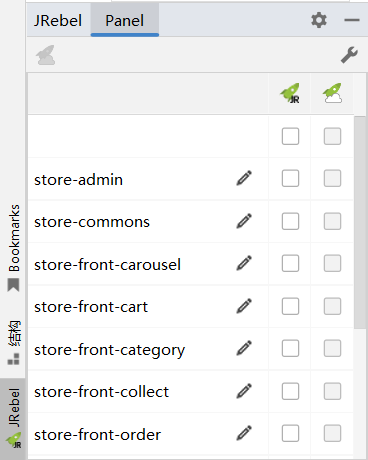 JRebel Panel
JR
store-admin
store-commons
store-front-carousel
store-front-cart
store-front-category
store-front-collect
store-front-order
Bookmarks
结构
JRebel
JR